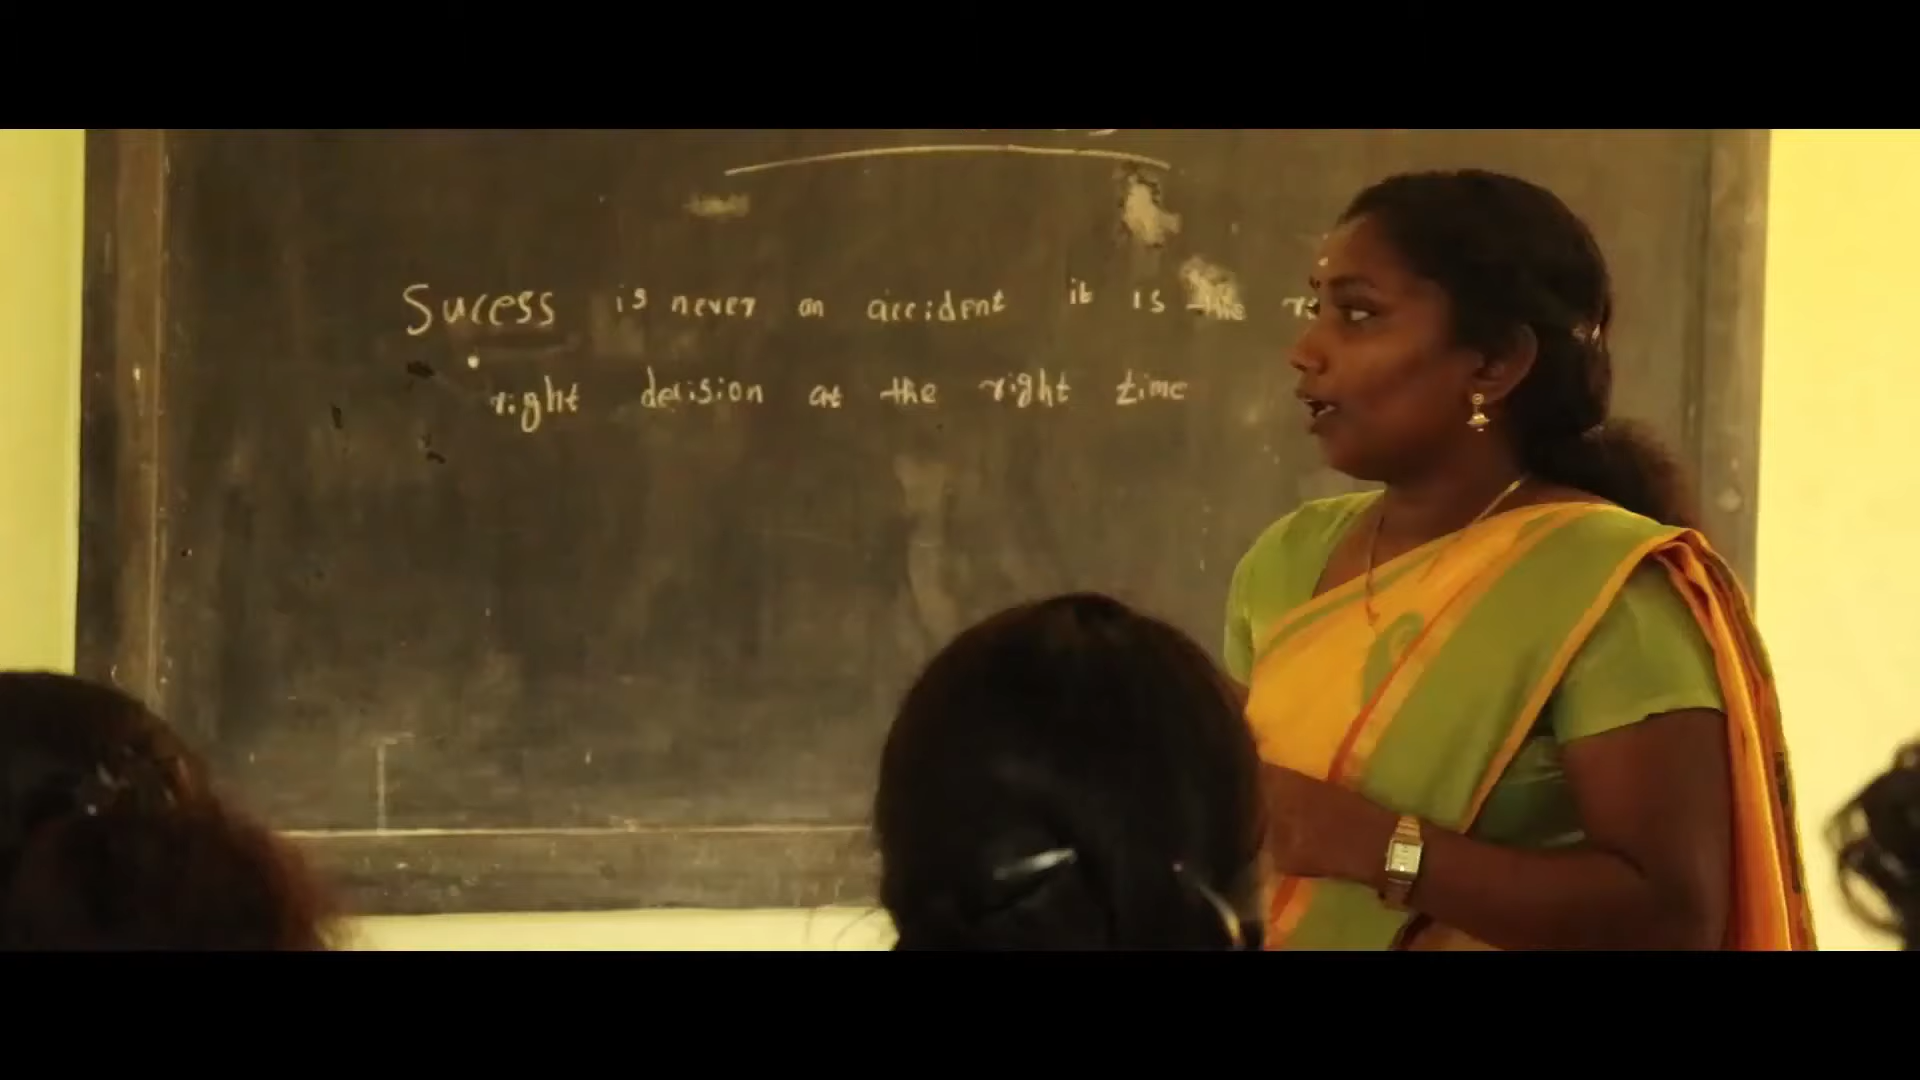 Sucess is never an accident it is the
right decision at the right time